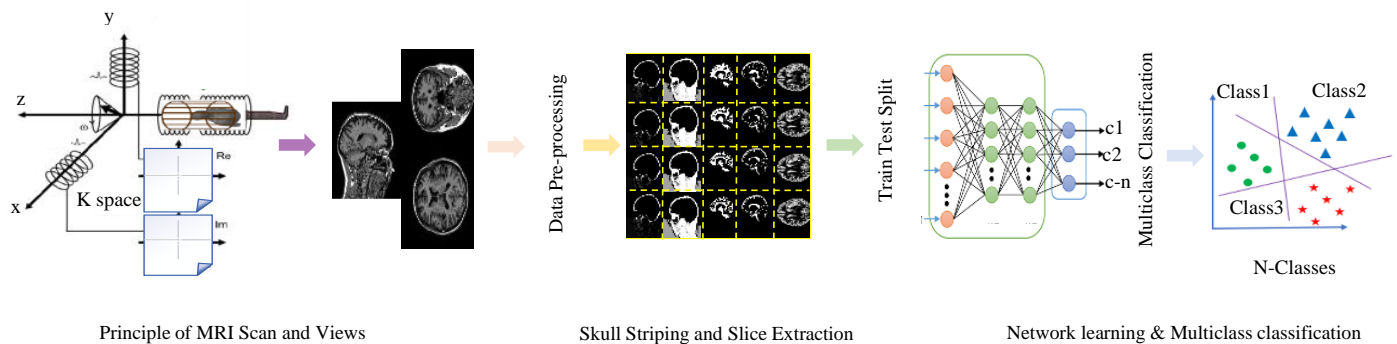 y
z
ω
x
K space
Re
Im
Data Pre-processing
Train Test Split
c1
c2
c-n
Multiclass Classification
Class1
Class2
Class3
N-Classes
Principle of MRI Scan and Views
Skull Striping and Slice Extraction
Network learning & Multiclass classification